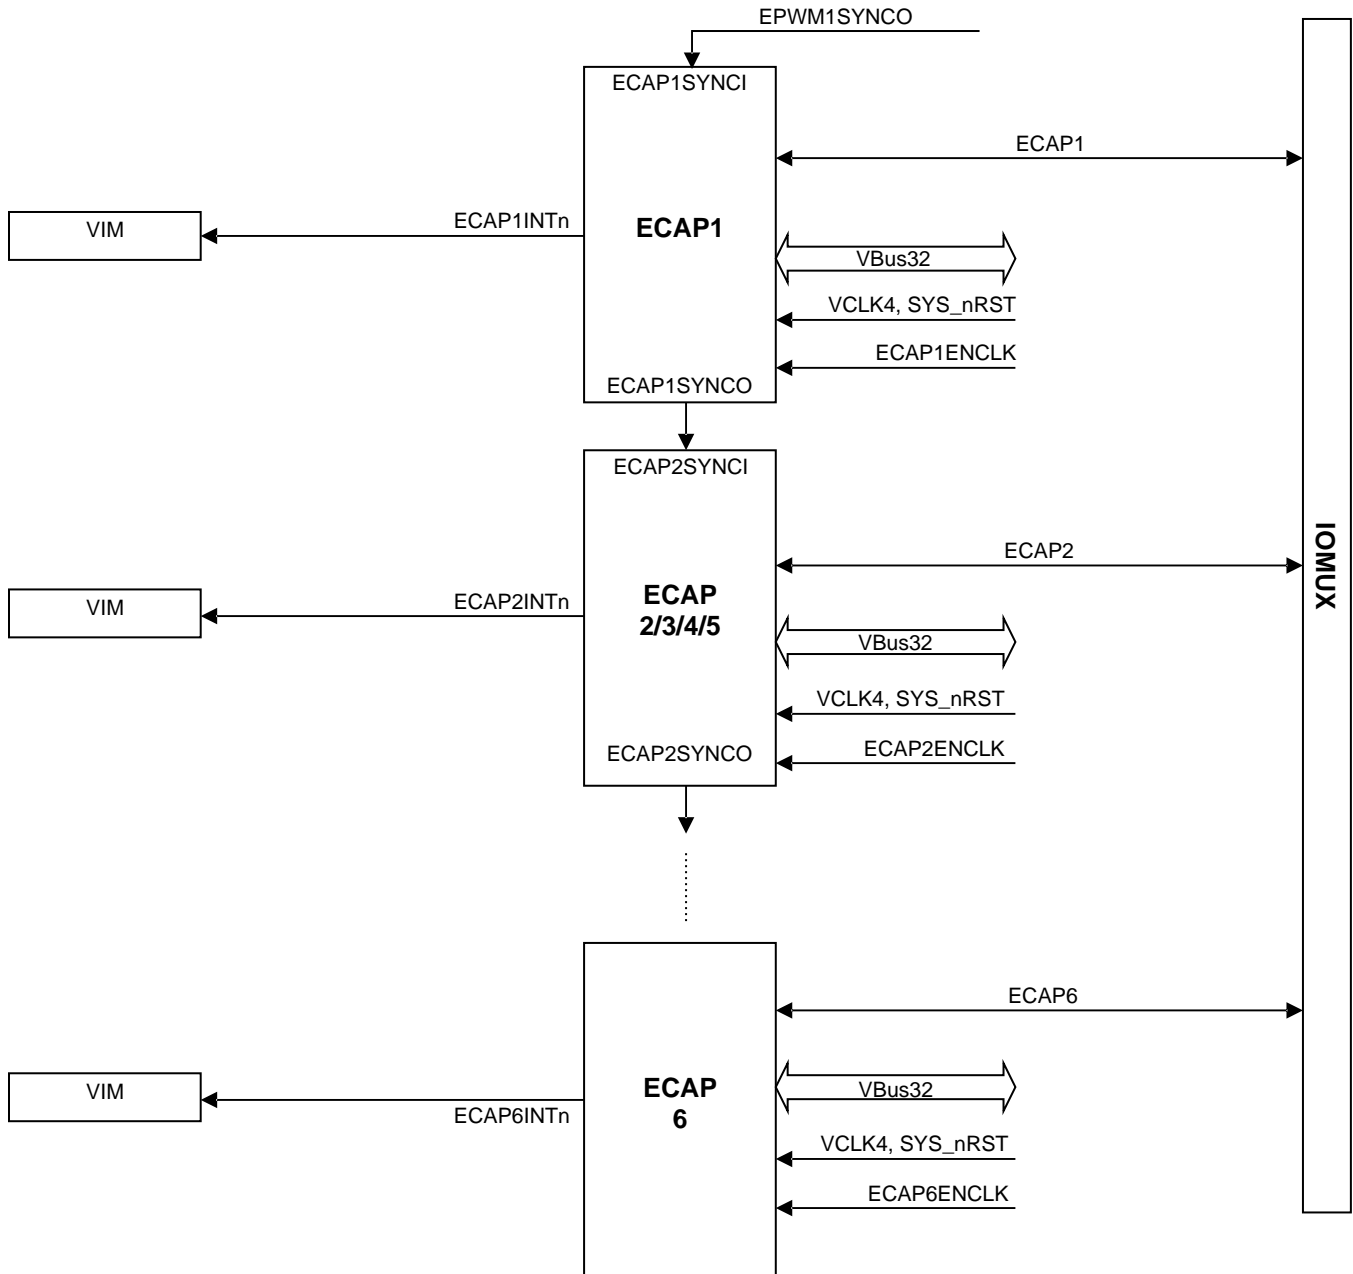 EPWM1SYNCO
ECAP1SYNCI
ECAP1
ECAP1INTn
VIM
ECAP1
VBus32
VCLK4, SYS_nRST
ECAP1ENCLK
ECAP1SYNCO
ECAP2SYNCI
ECAP2
IOMUX
ECAP2INTn
VIM
ECAP
2/3/4/5
VBus32
VCLK4, SYS_nRST
ECAP2ENCLK
ECAP2SYNCO
ECAP6
VIM
ECAP6INTn
ECAP
6
VBus32
VCLK4, SYS_nRST
ECAP6ENCLK